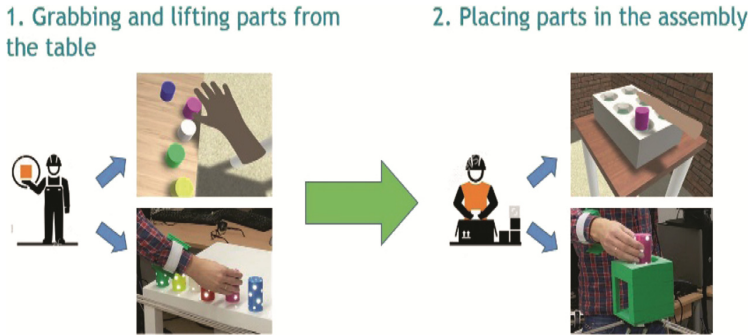 1. Grabbing and lifting parts from
the table
2. Placing parts in the assembly